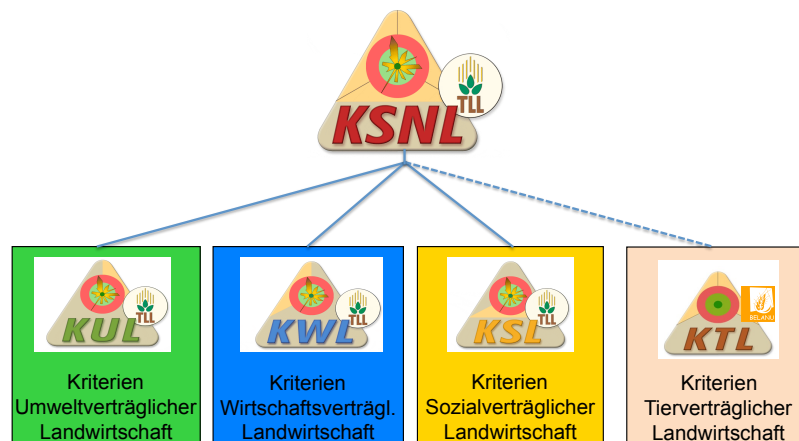 TLL
KSNL
KUL
TLL
KWL
TLL
KSL
TLL
KTL
BELANU
Kriterien
Umweltverträglicher
Landwirtschaft
Kriterien
Wirtschaftsverträgl.
Landwirtschaft
Kriterien
Sozialverträglicher
Landwirtschaft
Kriterien
Tierverträglicher
Landwirtschaft